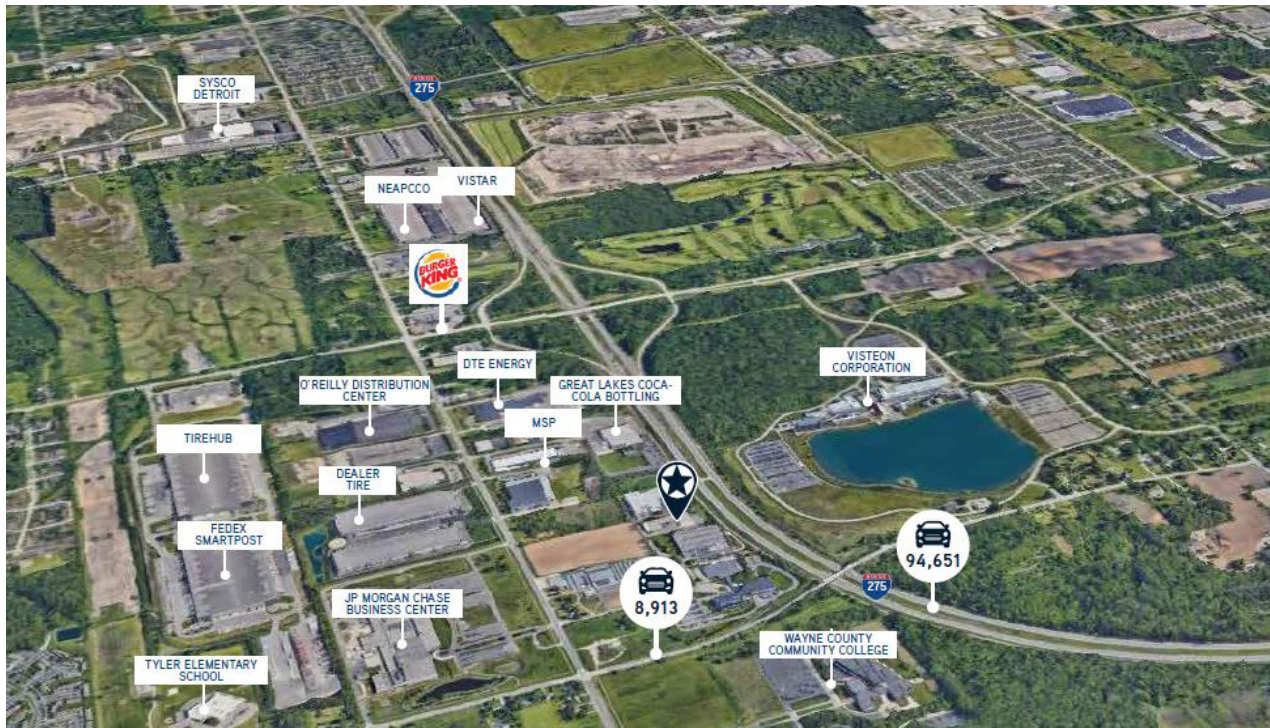 SYSCO
DETROIT
INTERSTATE
275
NEAPCCO
VISTAR
BURGER
KING
DTE ENERGY
VISTEON
CORPORATION
O'REILLY DISTRIBUTION
CENTER
GREAT LAKES COCA-
COLA BOTTLING
MSP
TIREHUB
DEALER
TIRE
FEDEX
SMARTPOST
94,651
JP MORGAN CHASE
BUSINESS CENTER
8,913
INTERSTATE
275
WAYNE COUNTY
COMMUNITY COLLEGE
TYLER ELEMENTARY
SCHOOL